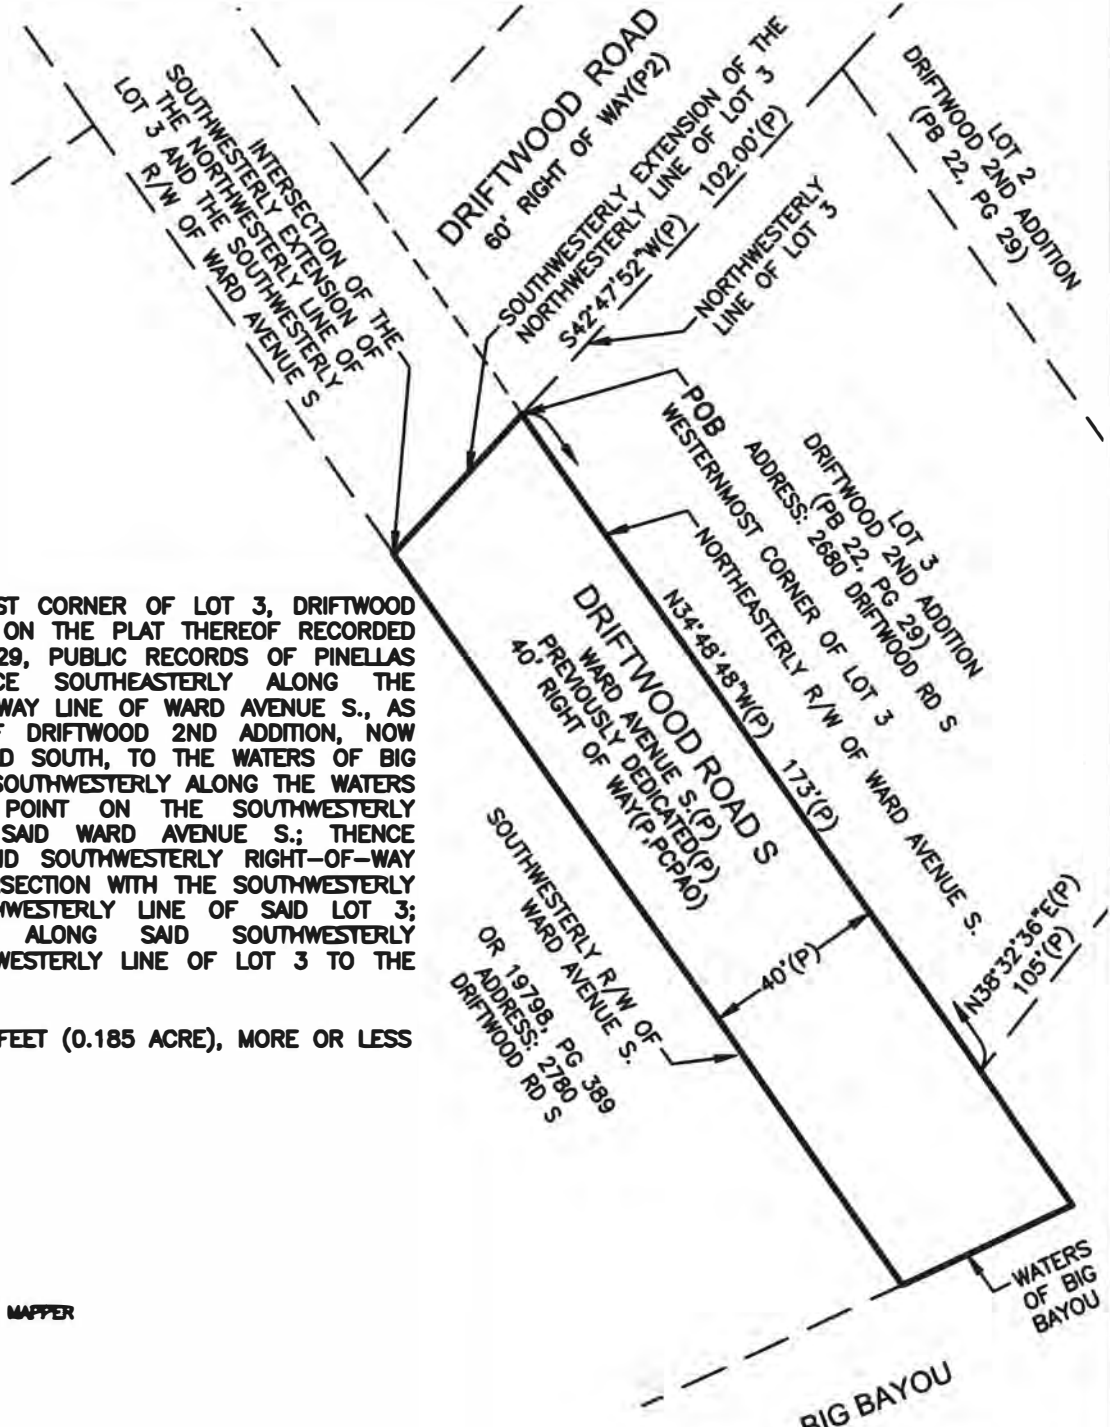 DRIFTWOOD ROAD
60' RIGHT OF WAY(P2)
SOUTHWESTERLY EXTENSION OF THE
NORTHWESTERLY LINE OF LOT 3
S42°47'52"W(P) 102.00'(P)
NORTHWESTERLY
LINE OF LOT 3
LOT 2
DRIFTWOOD 2ND ADDITION
(PB 22, PG 29)
INTERSECTION OF THE
SOUTHWESTERLY EXTENSION OF
THE NORTHWESTERLY LINE OF
LOT 3 AND THE SOUTHWESTERLY
R/W OF WARD AVENUE S
POB
WESTERNMOST CORNER OF LOT 3
LOT 3
DRIFTWOOD 2ND ADDITION
(PB 22, PG 29)
ADDRESS: 2680 DRIFTWOOD RD S
NORTHEASTERLY R/W OF WARD AVENUE S.
N34°48'48"W(P) 173'(P)
DRIFTWOOD ROAD S
WARD AVENUE S.(P)
PREVIOUSLY DEDICATED(P)
40' RIGHT OF WAY(P,PCPAO)
ST CORNER OF LOT 3, DRIFTWOOD
ON THE PLAT THEREOF RECORDED
29, PUBLIC RECORDS OF PINELLAS
CE SOUTHEASTERLY ALONG THE
WAY LINE OF WARD AVENUE S., AS
F DRIFTWOOD 2ND ADDITION, NOW
D SOUTH, TO THE WATERS OF BIG
SOUTHWESTERLY ALONG THE WATERS
POINT ON THE SOUTHWESTERLY
SAID WARD AVENUE S.; THENCE
ID SOUTHWESTERLY RIGHT-OF-WAY
RSECTION WITH THE SOUTHWESTERLY
HWESTERLY LINE OF SAID LOT 3;
ALONG SAID SOUTHWESTERLY
WESTERLY LINE OF LOT 3 TO THE
FEET (0.185 ACRE), MORE OR LESS
SOUTHWESTERLY R/W OF
WARD AVENUE S.
OR 19798, PG 389
ADDRESS: 2780
DRIFTWOOD RD S
40'(P)
N38°32'36"E(P)
105'(P)
WATERS
OF BIG
BAYOU
MAPPER
BIG BAYOU